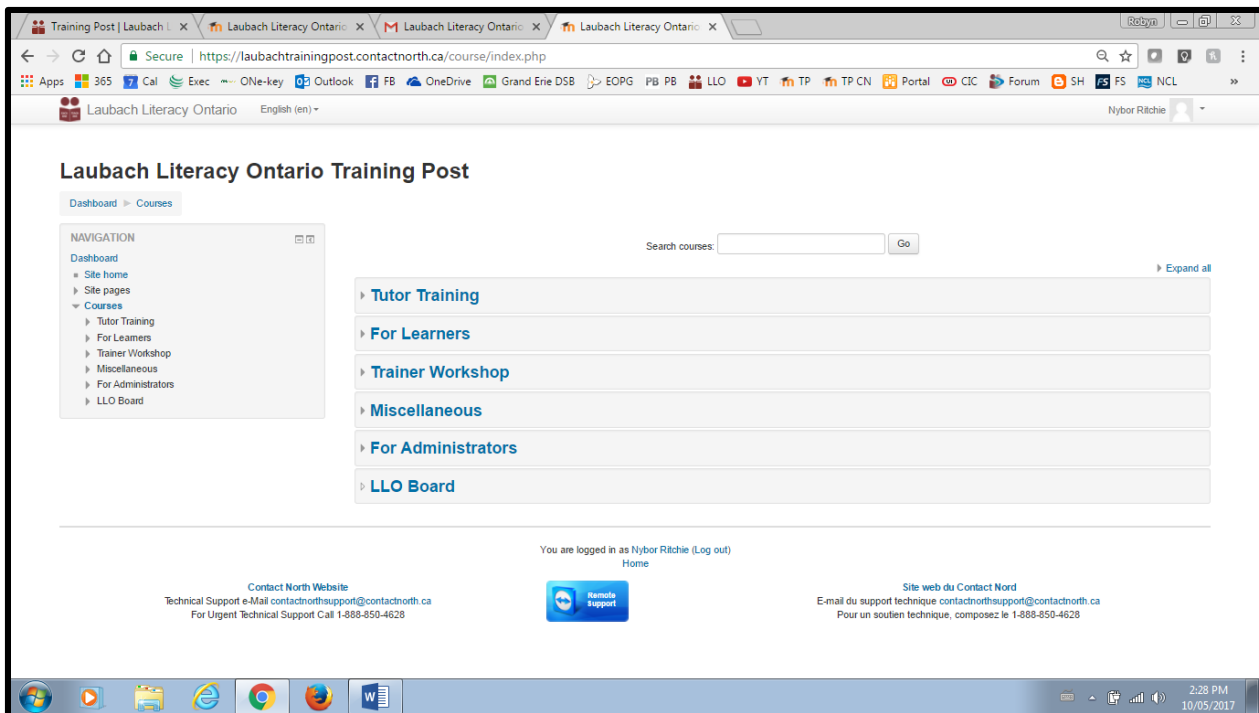 Training Post | Laubach L
Laubach Literacy Ontario
Laubach Literacy Ontario
Laubach Literacy Ontario
Robyn
Secure | https://laubachtrainingpost.contactnorth.ca/course/index.php
Apps 365 7 Cal Exec ONe-key Outlook FB OneDrive Grand Erie DSB EOPG PB PB LLO YT TP TP CN Portal CIC Forum SH FS FS NCL NCL »
Laubach Literacy Ontario English (en)
Nybor Ritchie
Laubach Literacy Ontario Training Post
Dashboard Courses
NAVIGATION
Dashboard
Site home
Site pages
Courses
Tutor Training
For Learners
Trainer Workshop
Miscellaneous
For Administrators
LLO Board
Search courses: Go
Expand all
Tutor Training
For Learners
Trainer Workshop
Miscellaneous
For Administrators
LLO Board
You are logged in as Nybor Ritchie (Log out)
Home
Contact North Website
Technical Support e-Mail contactnorthsupport@contactnorth.ca
For Urgent Technical Support Call 1-888-850-4628
Remote
Support
Site web du Contact Nord
E-mail du support technique contactnorthsupport@contactnorth.ca
Pour un soutien technique, composez le 1-888-850-4628
2:28 PM
10/05/2017